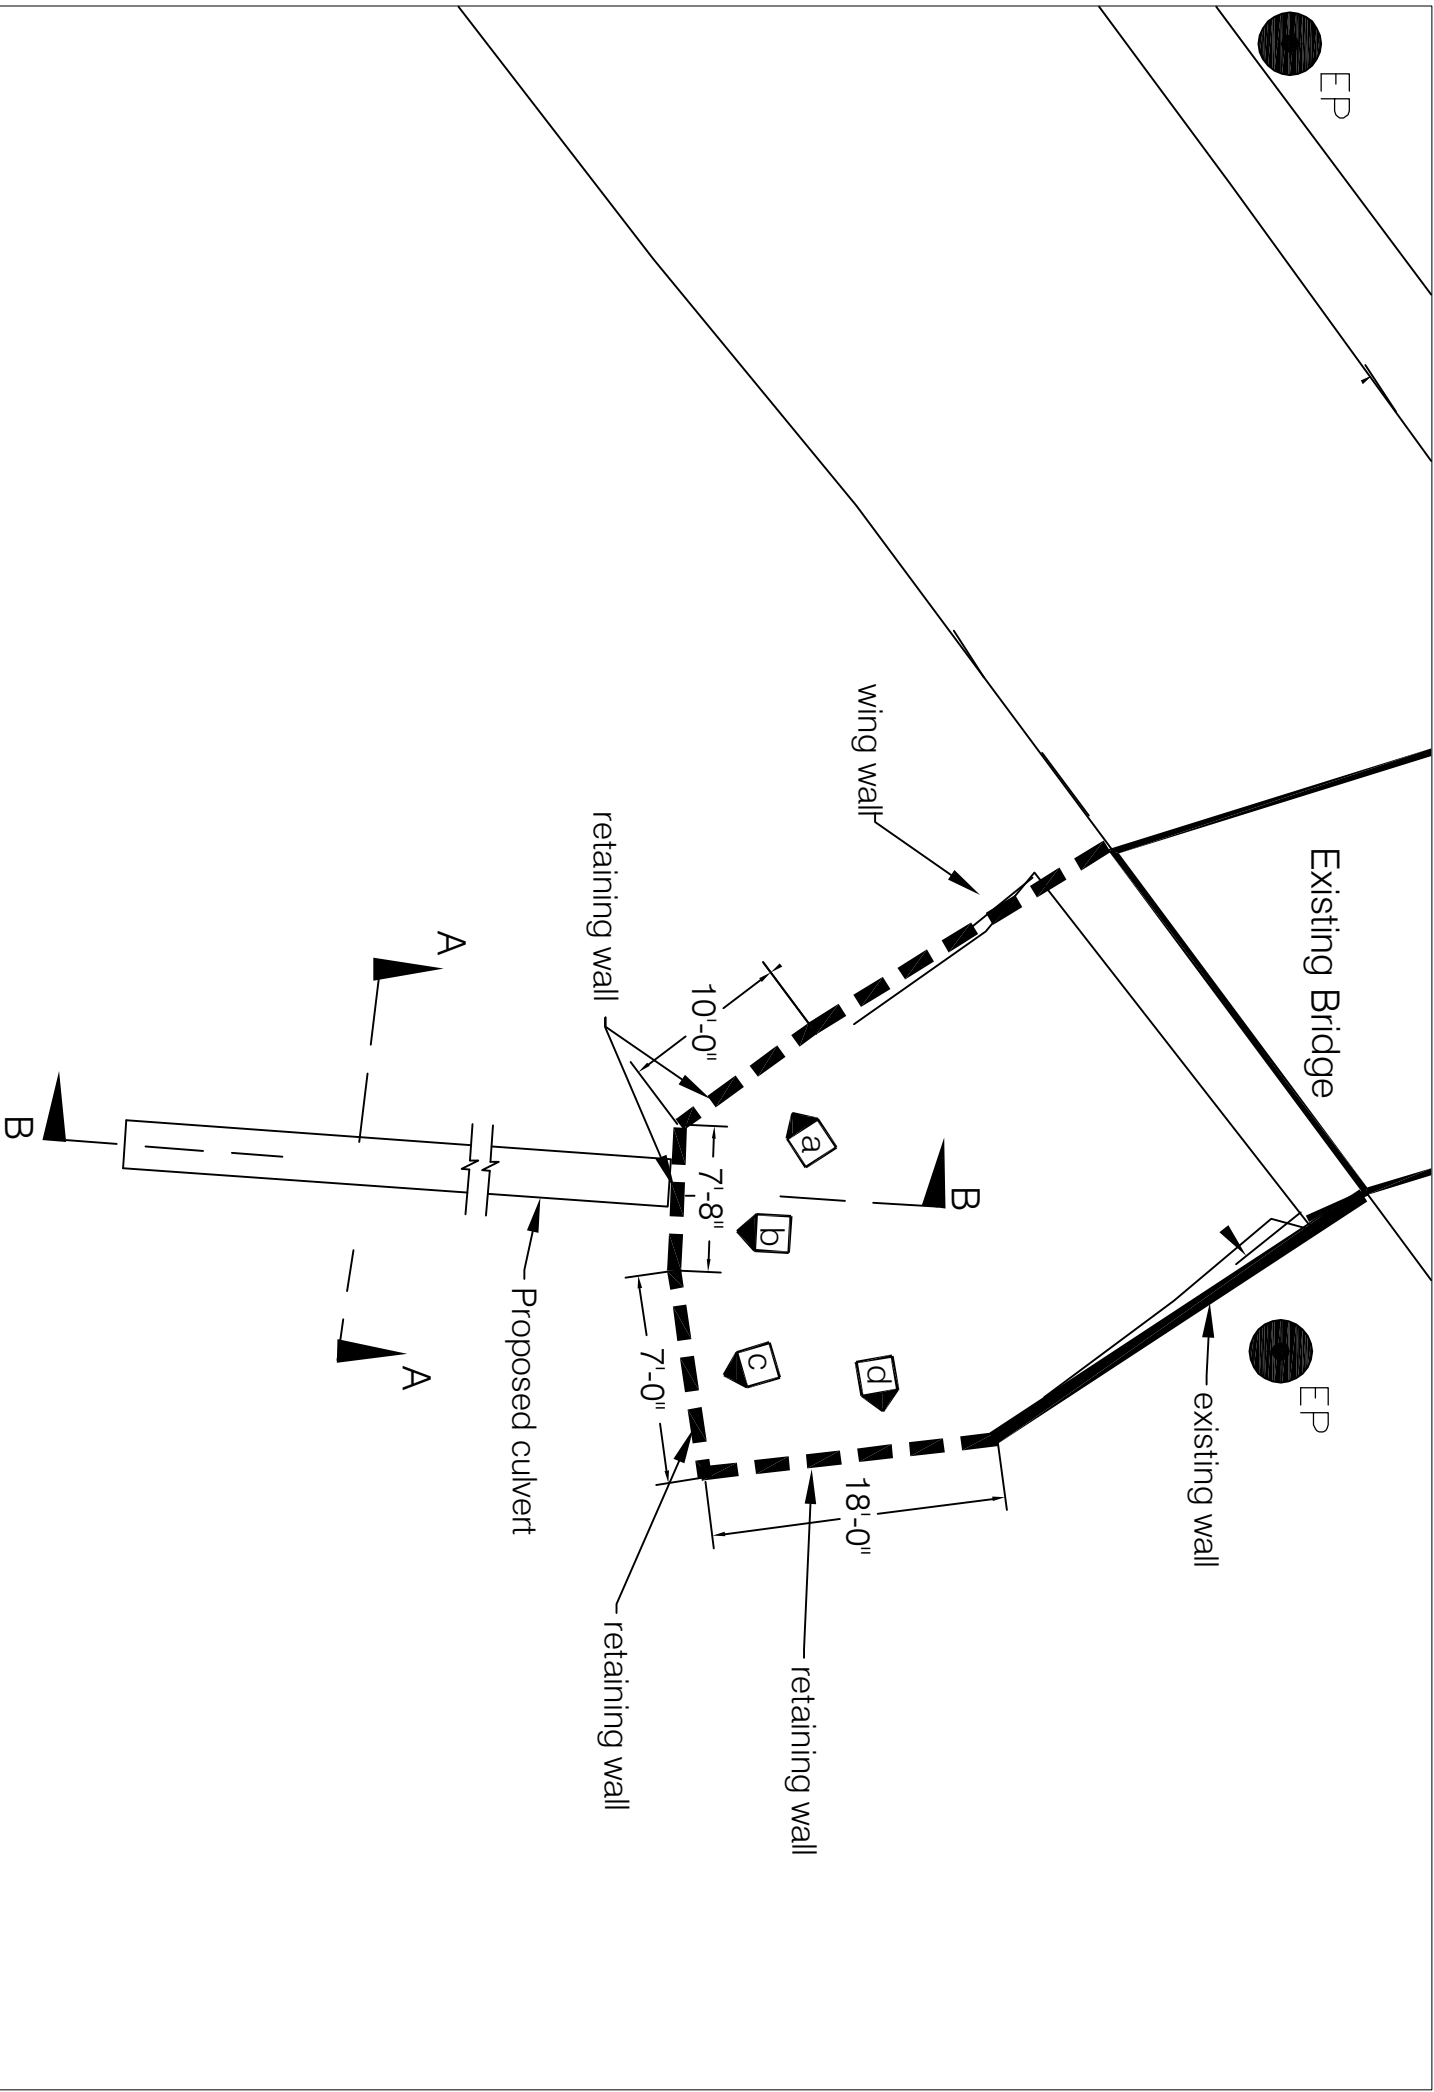 EP
Existing Bridge
EP
existing wall
wing wall
B
a
d
18'-0"
retaining wall
10'-0"
7'-8"
b
c
7'-0"
retaining wall
retaining wall
Proposed culvert
A
A
B